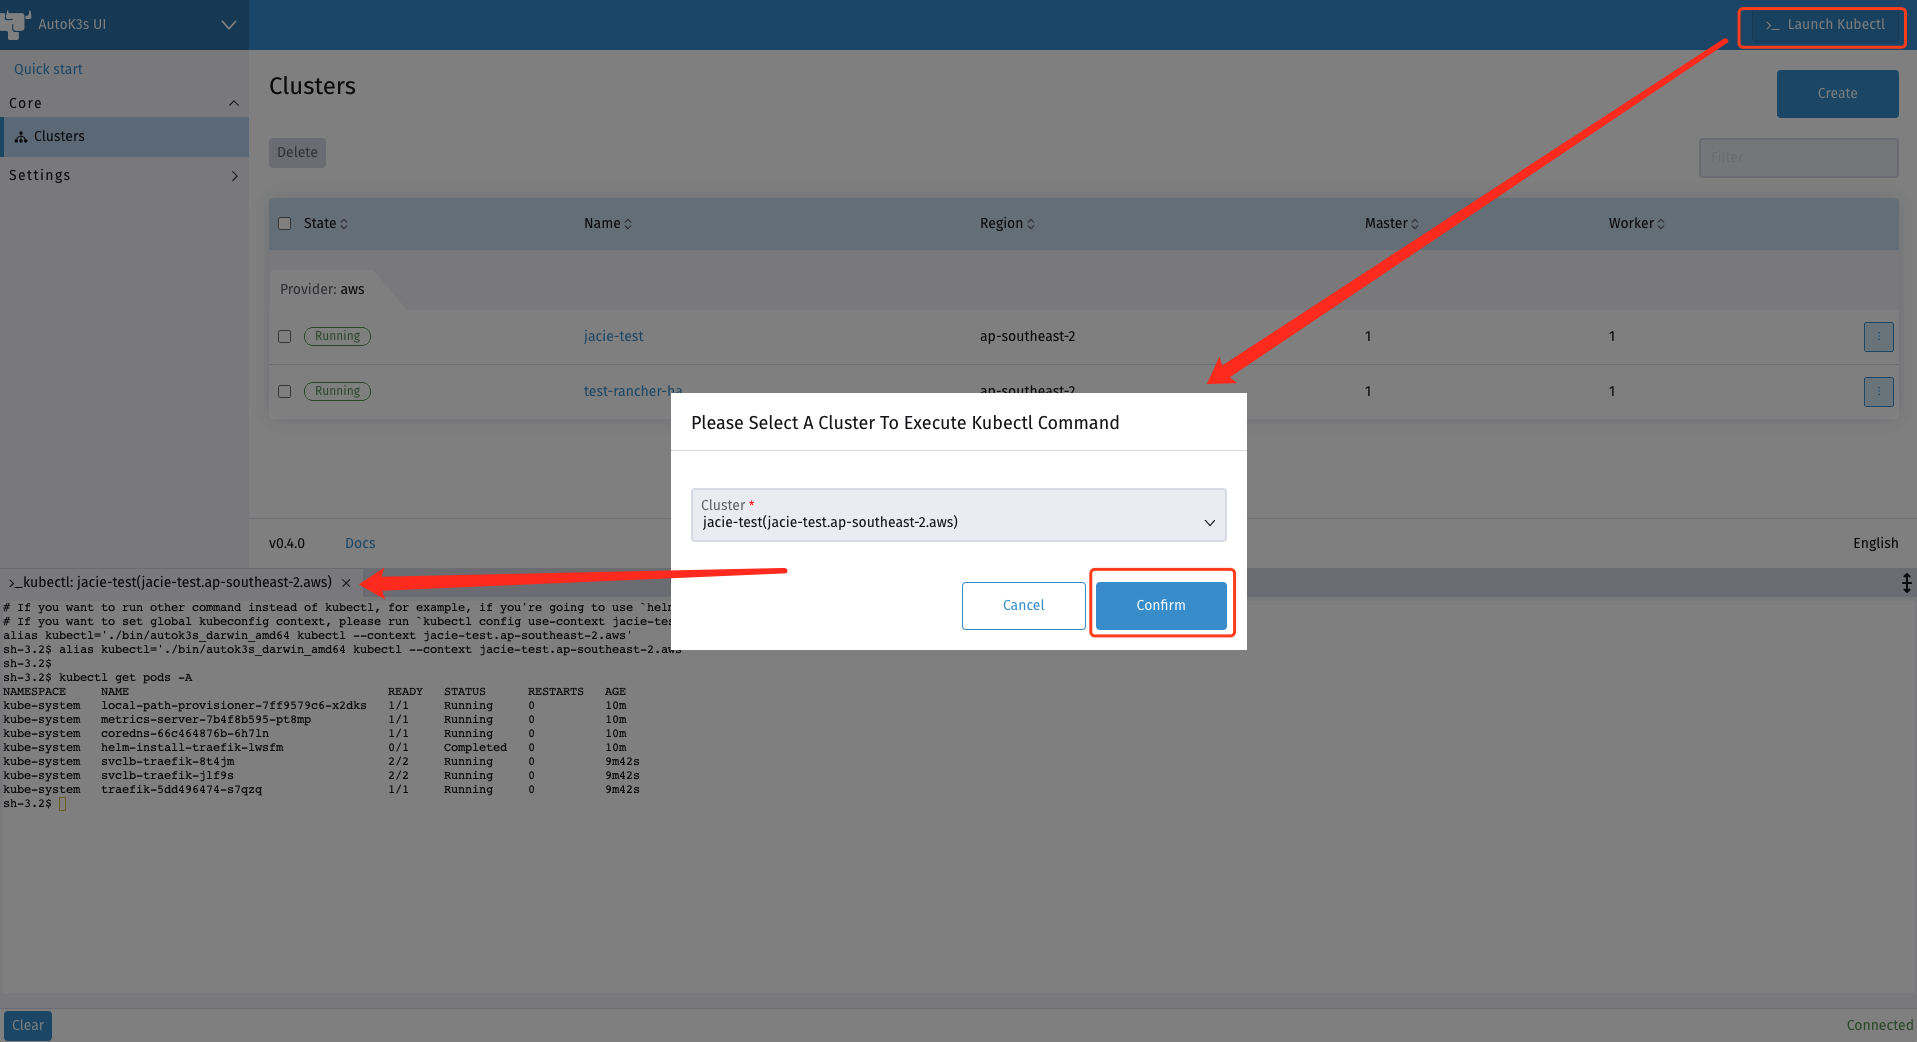 AutoK3s UI
>_ Launch Kubectl
Quick start
Core
Clusters
Settings
Clusters
Create
Delete
Filter
State Name Region Master Worker
Provider: aws
Running jacie-test ap-southeast-2 1 1
Running test-rancher-ha ap-southeast-2 1 1
Please Select A Cluster To Execute Kubectl Command
Cluster *
jacie-test(jacie-test.ap-southeast-2.aws)
Cancel Confirm
v0.4.0 Docs English
>_kubectl: jacie-test(jacie-test.ap-southeast-2.aws) ×
# If you want to run other command instead of kubectl, for example, if you're going to use `helm
# If you want to set global kubeconfig context, please run `kubectl config use-context jacie-tes
alias kubectl='./bin/autok3s_darwin_amd64 kubectl --context jacie-test.ap-southeast-2.aws'
sh-3.2$ alias kubectl='./bin/autok3s_darwin_amd64 kubectl --context jacie-test.ap-southeast-2.aws
sh-3.2$
sh-3.2$ kubectl get pods -A
NAMESPACE NAME READY STATUS RESTARTS AGE
kube-system local-path-provisioner-7ff9579c6-x2dks 1/1 Running 0 10m
kube-system metrics-server-7b4f8b595-pt8mp 1/1 Running 0 10m
kube-system coredns-66c464876b-6h7ln 1/1 Running 0 10m
kube-system helm-install-traefik-lwsfm 0/1 Completed 0 10m
kube-system svclb-traefik-8t4jm 2/2 Running 0 9m42s
kube-system svclb-traefik-jlf9s 2/2 Running 0 9m42s
kube-system traefik-5dd496474-s7qzq 1/1 Running 0 9m42s
sh-3.2$
Clear
Connected